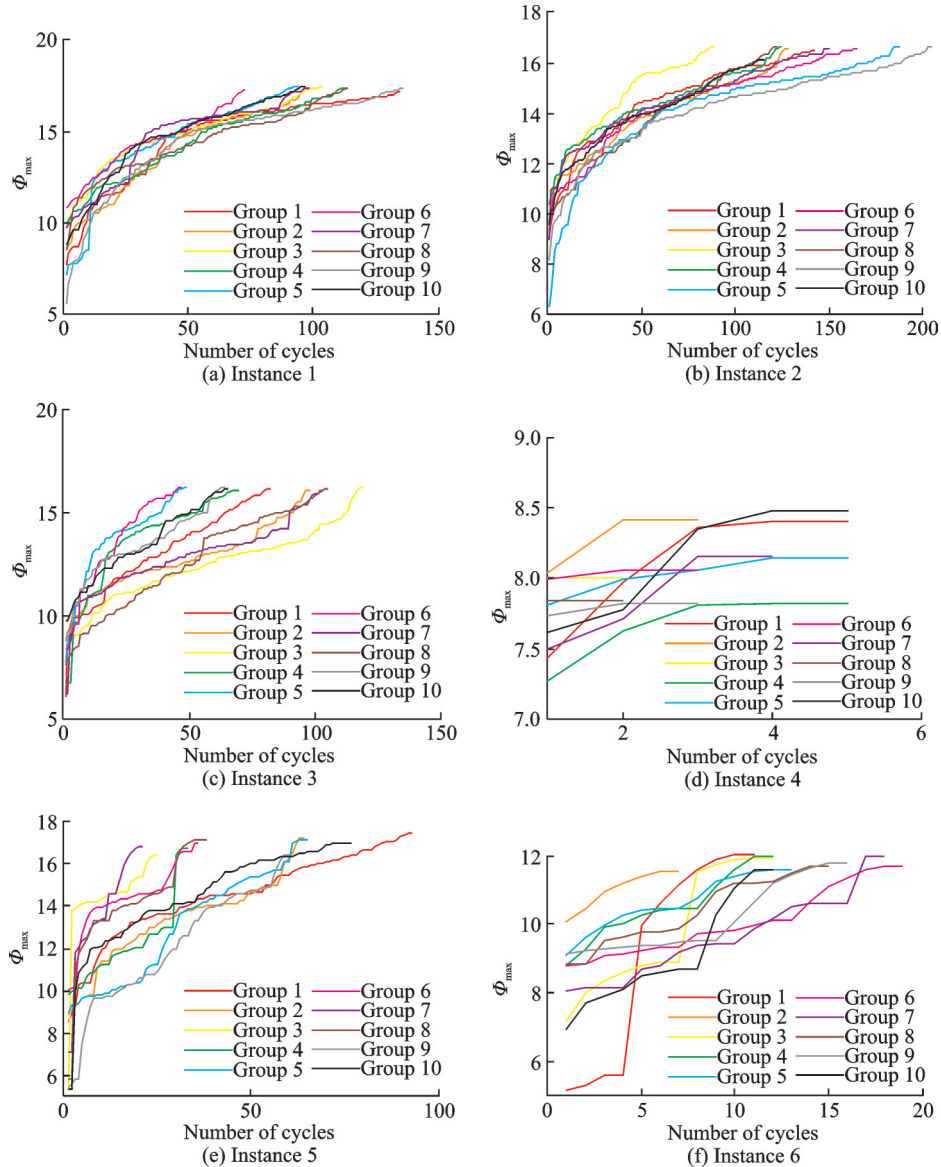 20
15
10
5
Φmax
0
50
100
150
Number of cycles
(a) Instance 1
Group 1
Group 2
Group 3
Group 4
Group 5
Group 6
Group 7
Group 8
Group 9
Group 10
18
16
14
12
10
8
6
Φmax
0
50
100
150
200
Number of cycles
(b) Instance 2
Group 1
Group 2
Group 3
Group 4
Group 5
Group 6
Group 7
Group 8
Group 9
Group 10
20
15
10
5
Φmax
0
50
100
150
Number of cycles
(c) Instance 3
Group 1
Group 2
Group 3
Group 4
Group 5
Group 6
Group 7
Group 8
Group 9
Group 10
9.0
8.5
8.0
7.5
7.0
Φmax
2
4
6
Number of cycles
(d) Instance 4
Group 1
Group 2
Group 3
Group 4
Group 5
Group 6
Group 7
Group 8
Group 9
Group 10
18
16
14
12
10
8
6
Φmax
0
50
100
Number of cycles
(e) Instance 5
Group 1
Group 2
Group 3
Group 4
Group 5
Group 6
Group 7
Group 8
Group 9
Group 10
12
10
8
6
Φmax
0
5
10
15
20
Number of cycles
(f) Instance 6
Group 1
Group 2
Group 3
Group 4
Group 5
Group 6
Group 7
Group 8
Group 9
Group 10